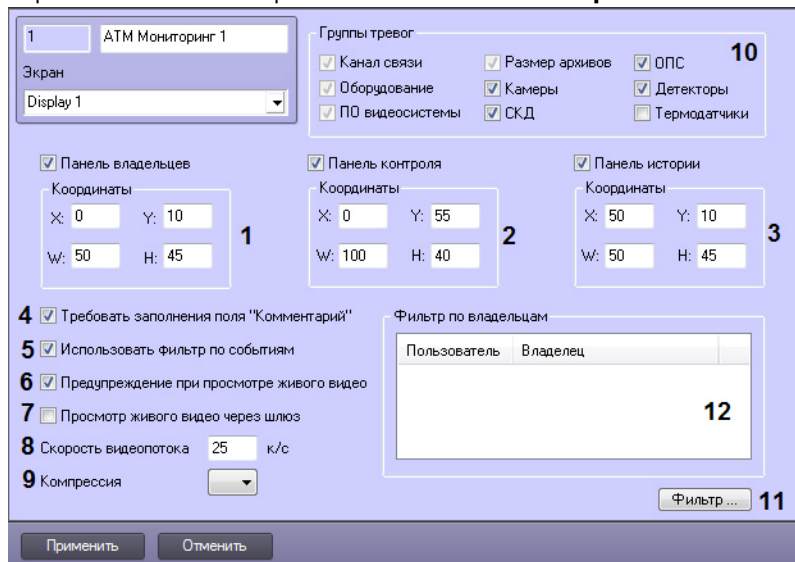 1 АТМ Мониторинг 1
Экран
Display 1
Группы тревог
Канал связи Размер архивов ОПС 10
Оборудование Камеры Детекторы
ПО видеосистемы СКД Термодатчики
Панель владельцев Панель контроля Панель истории
Координаты Координаты Координаты
X: 0 Y: 10 X: 0 Y: 55 X: 50 Y: 10
1 2 3
W: 50 H: 45 W: 100 H: 40 W: 50 H: 45
4 Требовать заполнения поля "Комментарий"
5 Использовать фильтр по событиям
6 Предупреждение при просмотре живого видео
7 Просмотр живого видео через шлюз
8 Скорость видеопотока 25 к/с
9 Компрессия
Фильтр по владельцам
Пользователь Владелец
12
Фильтр ... 11
Применить Отменить